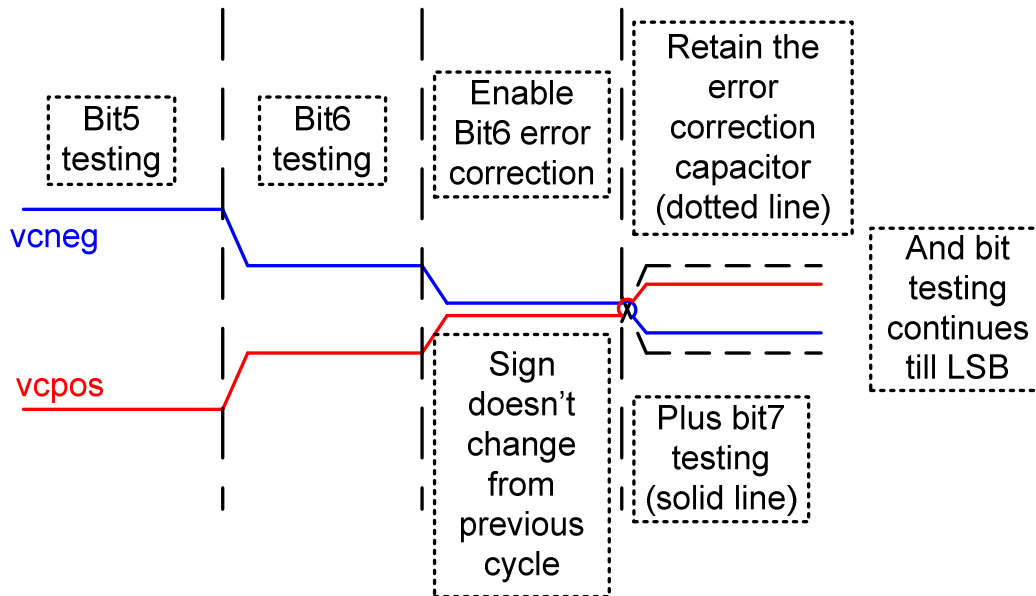 Bit5
testing
Bit6
testing
Enable
Bit6 error
correction
Retain the
error
correction
capacitor
(dotted line)
vcneg
And bit
testing
continues
till LSB
vcpos
Sign
doesn't
change
from
previous
cycle
Plus bit7
testing
(solid line)